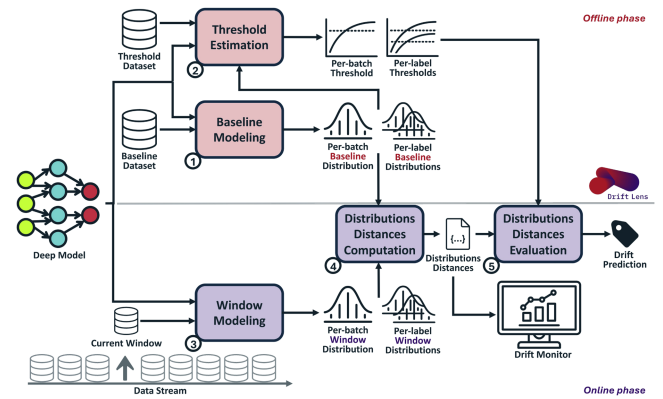 Offline phase
Threshold
Dataset
Threshold
Estimation
2
Per-batch
Threshold
Per-label
Thresholds
Baseline
Dataset
Baseline
Modeling
1
Per-batch
Baseline
Distribution
Per-label
Baseline
Distributions
Drift Lens
Deep Model
Distributions
Distances
Computation
4
{...}
Distributions
Distances
Distributions
Distances
Evaluation
5
Drift
Prediction
Current Window
Window
Modeling
3
Per-batch
Window
Distribution
Per-label
Window
Distributions
Drift Monitor
Data Stream
Online phase